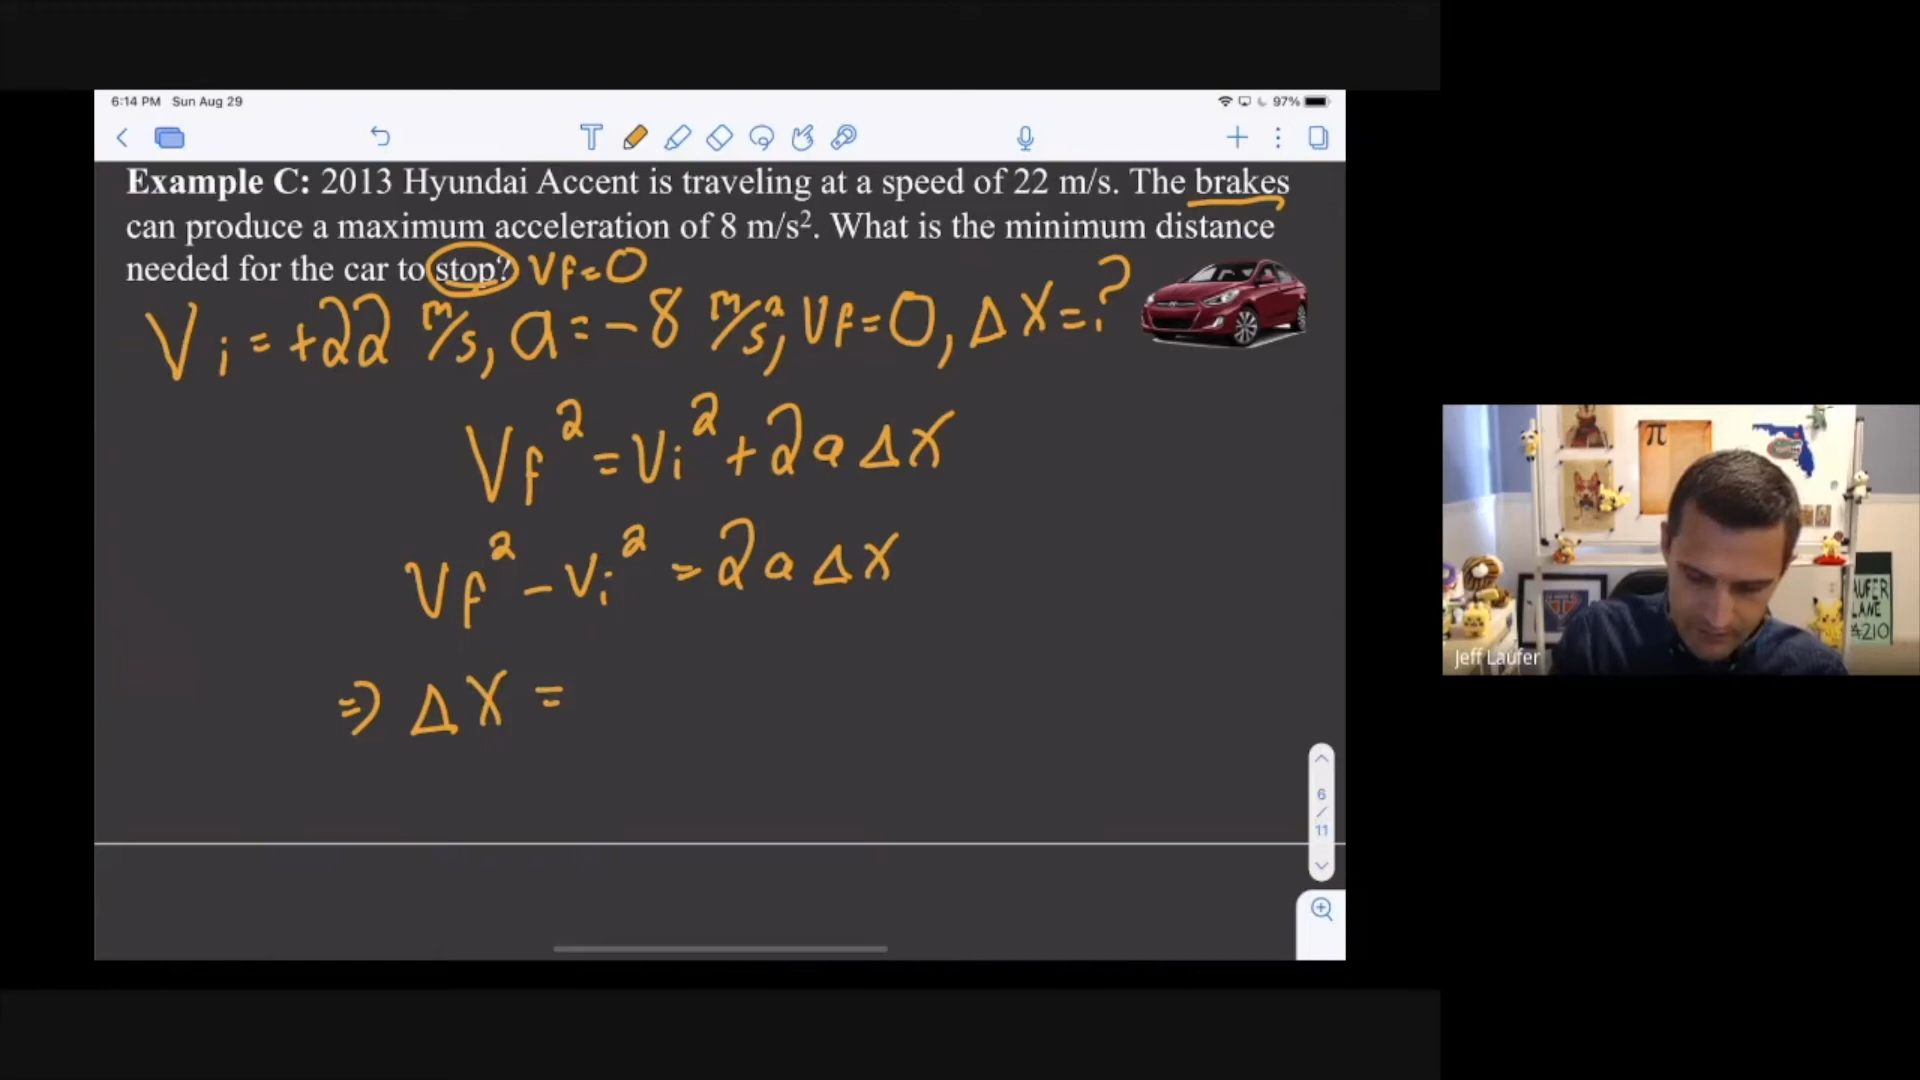 6:14 PM Sun Aug 29
97%
T
Example C: 2013 Hyundai Accent is traveling at a speed of 22 m/s. The brakes
can produce a maximum acceleration of 8 m/s². What is the minimum distance
needed for the car to stop? Vf=0
Vi=+22 m/s, a=-8 m/s², Vf=0, ΔX=?
Vf²=Vi²+2aΔX
Vf²-Vi²=2aΔX
⇒ ΔX=
6
/
11
π
LAUFER
LANE
#210
Jeff Laufer